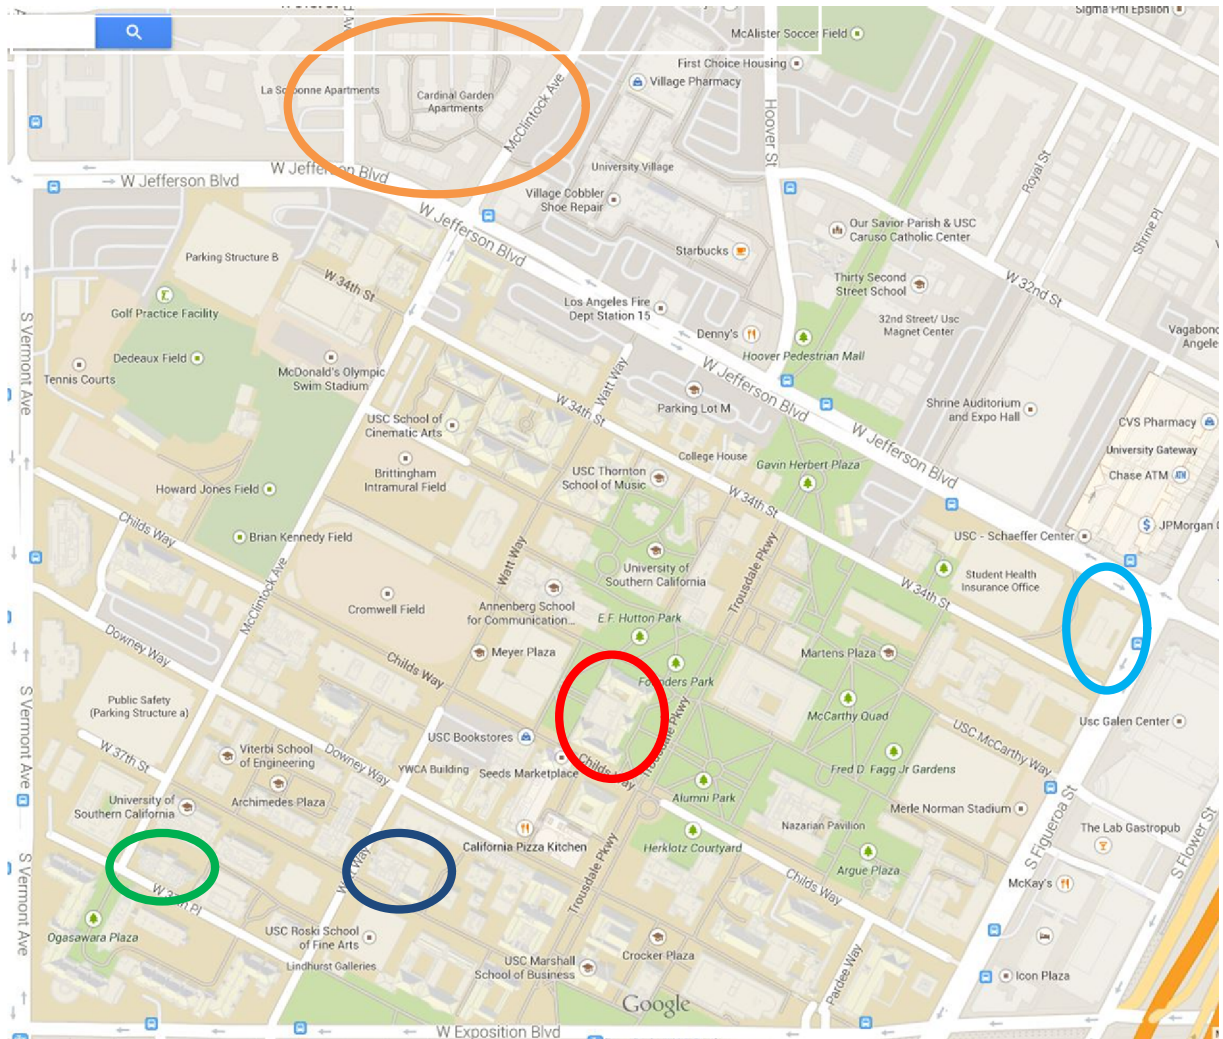 Sigma Phi Epsilon
McAlister Soccer Field
First Choice Housing
Village Pharmacy
La Sorbonne Apartments
Cardinal Garden
Apartments
McClintock Ave
Hoover St
University Village
Royal St
W Jefferson Blvd
W Jefferson Blvd
Village Cobbler
Shoe Repair
W Jefferson Blvd
Our Savior Parish & USC
Caruso Catholic Center
Shrine Pl
Starbucks
Parking Structure B
W 34th St
Thirty Second
Street School
W 32nd St
Golf Practice Facility
Los Angeles Fire
Dept Station 15
32nd Street/ Usc
Magnet Center
Denny's
Hoover Pedestrian Mall
S Vermont Ave
Dedeaux Field
McDonald's Olympic
Swim Stadium
Tennis Courts
Watt Way
W Jefferson Blvd
W 34th St
Parking Lot M
Shrine Auditorium
and Expo Hall
CVS Pharmacy
USC School of
Cinematic Arts
W Jefferson Blvd
University
Gateway
College House
Gavin Herbert Plaza
Chase ATM
Brittingham
Intramural Field
USC Thornton
School of Music
Howard Jones Field
W 34th St
JPMorgan
Childs Way
Brian Kennedy Field
USC - Schaeffer Center
Watt Way
University of
Southern California
Trousdale Pkwy
Student Health
Insurance Office
W 34th St
McClintock Ave
Cromwell Field
Annenberg School
for Communication...
E.F. Hutton Park
Downey Way
Childs Way
Meyer Plaza
Martens Plaza
Founders Park
Public Safety
(Parking Structure a)
S Vermont Ave
McCarthy Quad
USC McCarthy Way
Usc Galen Center
Trousdale Pkwy
USC Bookstores
W 37th St
Viterbi School
of Engineering
Downey Way
YWCA Building
Seeds Marketplace
Childs Way
Fred D. Fagg Jr Gardens
University of
Southern California
Archimedes Plaza
Alumni Park
Merle Norman Stadium
S Figueroa St
Nazarian Pavilion
The Lab Gastropub
California Pizza Kitchen
Herklotz Courtyard
S Flower St
S Vermont Ave
Watt Way
Trousdale Pkwy
Argue Plaza
Childs Way
McKay's
Ogasawara Plaza
USC Roski School
of Fine Arts
Lindhurst Galleries
USC Marshall
School of Business
Crocker Plaza
Pardee Way
Icon Plaza
Google
W Exposition Blvd